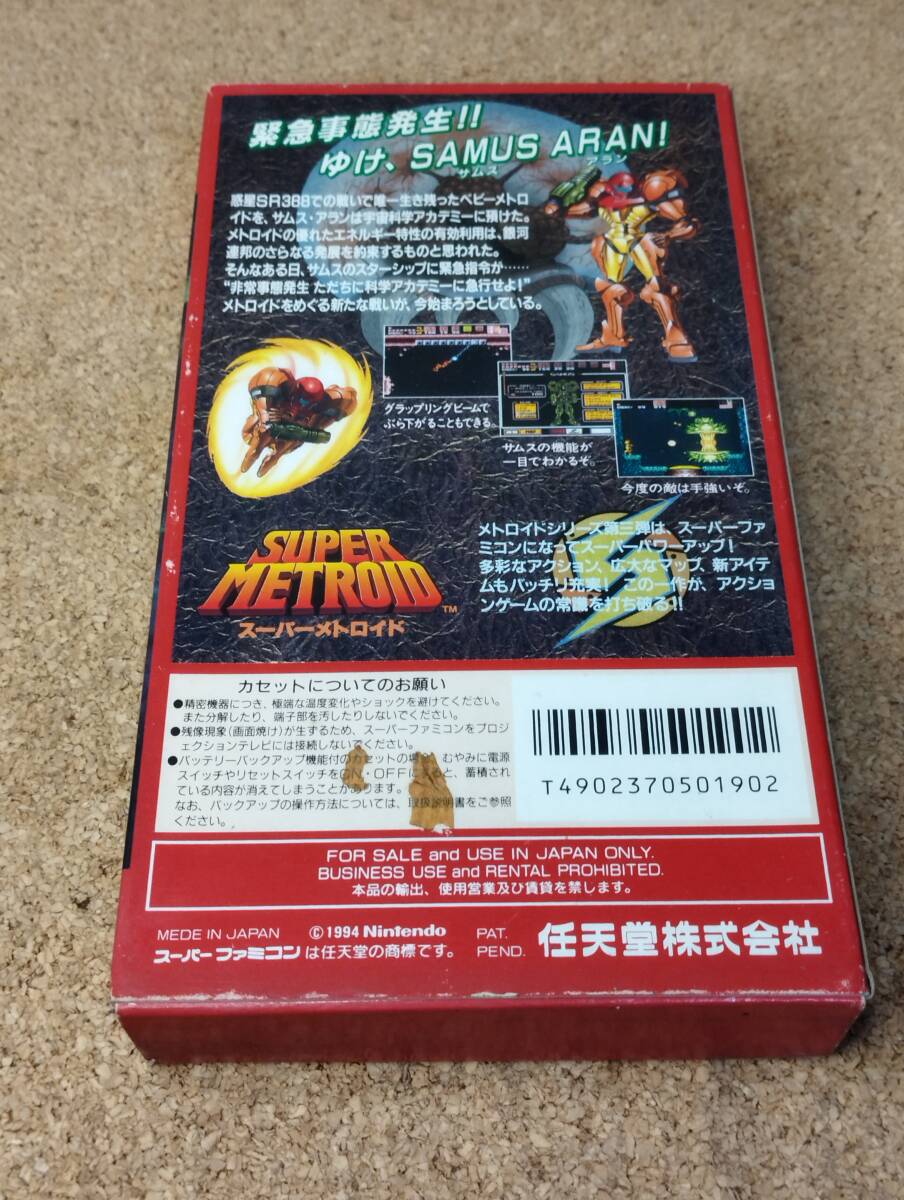 緊急事態発生!!
ゆけ、SAMUS ARAN!
サムス アラン
惑星SR388での戦いで唯一生き残ったベビーメトロ
イドを、サムス・アランは宇宙科学アカデミーに預けた。
メトロイドの優れたエネルギー特性の有効利用は、銀河
連邦のさらなる発展を約束するものと思われた。
そんなある日、サムスのスターシップに緊急指令が……
“非常事態発生 ただちに科学アカデミーに急行せよ!”
メトロイドをめぐる新たな戦いが、今始まろうとしている。
グラップリングビームで
ぶら下がることもできる。
サムスの機能が
一目でわかるぞ。
今度の敵は手強いぞ。
SUPER
METROID™
スーパーメトロイド
メトロイドシリーズ第三弾は、スーパーファ
ミコンになってスーパーパワーアップ!
多彩なアクション、広大なマップ、新アイテ
ムもバッチリ充実! この一作が、アクショ
ンゲームの常識を打ち破る!!
カセットについてのお願い
●精密機器につき、極端な温度変化やショックを避けてください。
また分解したり、端子部を汚したりしないでください。
●残像現象(画面焼け)が生ずるため、スーパーファミコンをプロジ
ェクションテレビには接続しないでください。
●バッテリーバックアップ機能付のカセットの場合、むやみに電源
スイッチやリセットスイッチをON・OFFにすると、蓄積され
ている内容が消えてしまうことがあります。
なお、バックアップの操作方法については、取扱説明書をご参照
ください。
T4902370501902
FOR SALE and USE IN JAPAN ONLY.
BUSINESS USE and RENTAL PROHIBITED.
本品の輸出、使用営業及び賃貸を禁じます。
MEDE IN JAPAN ©1994 Nintendo PAT.
スーパーファミコンは任天堂の商標です。 PEND.
任天堂株式会社